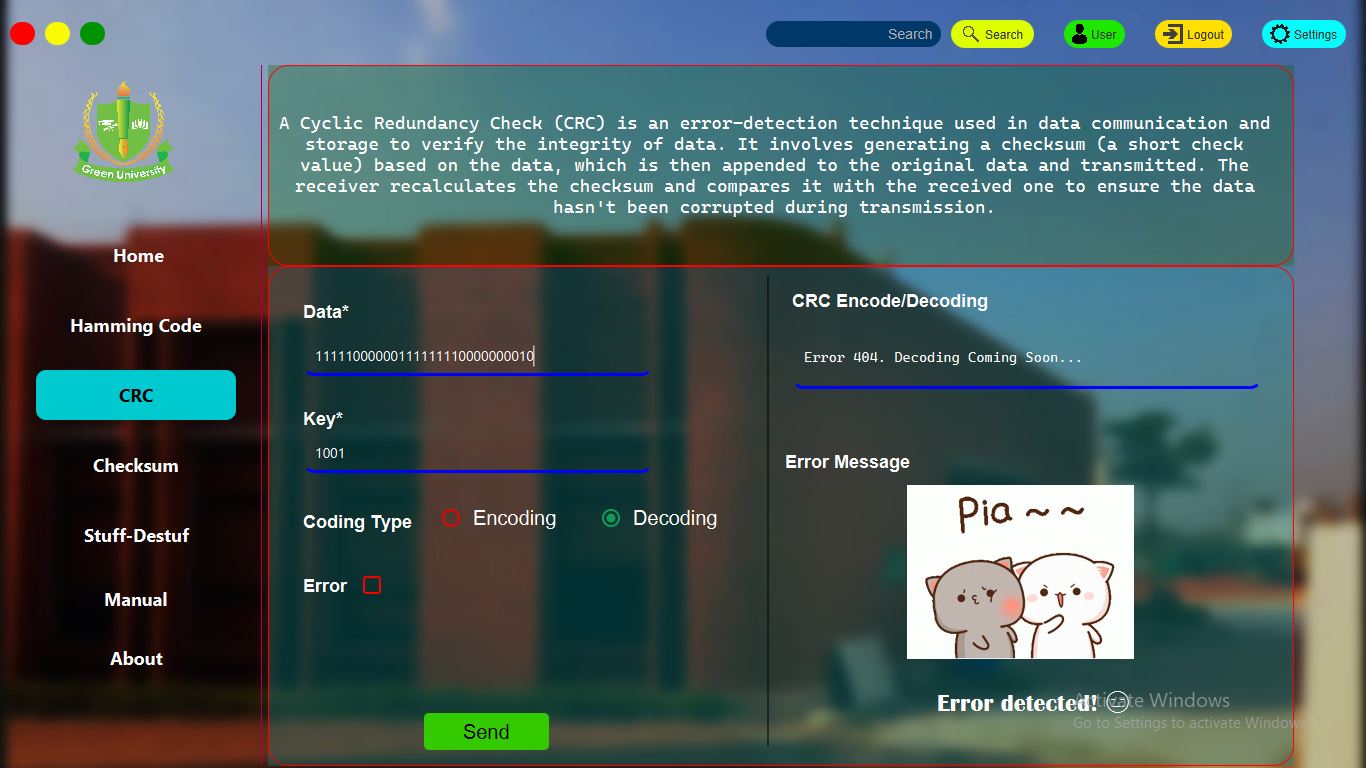 Search
Search
User
Logout
Settings
Green University
A Cyclic Redundancy Check (CRC) is an error-detection technique used in data communication and
storage to verify the integrity of data. It involves generating a checksum (a short check
value) based on the data, which is then appended to the original data and transmitted. The
receiver recalculates the checksum and compares it with the received one to ensure the data
hasn't been corrupted during transmission.
Home
Hamming Code
CRC
Checksum
Stuff-Destuf
Manual
About
Data*
1111100000011111111100000000010
Key*
1001
Coding Type
Encoding
Decoding
Error
Send
CRC Encode/Decoding
Error 404. Decoding Coming Soon...
Error Message
Pia ~ ~
Error detected!
Activate Windows
Go to Settings to activate Windows